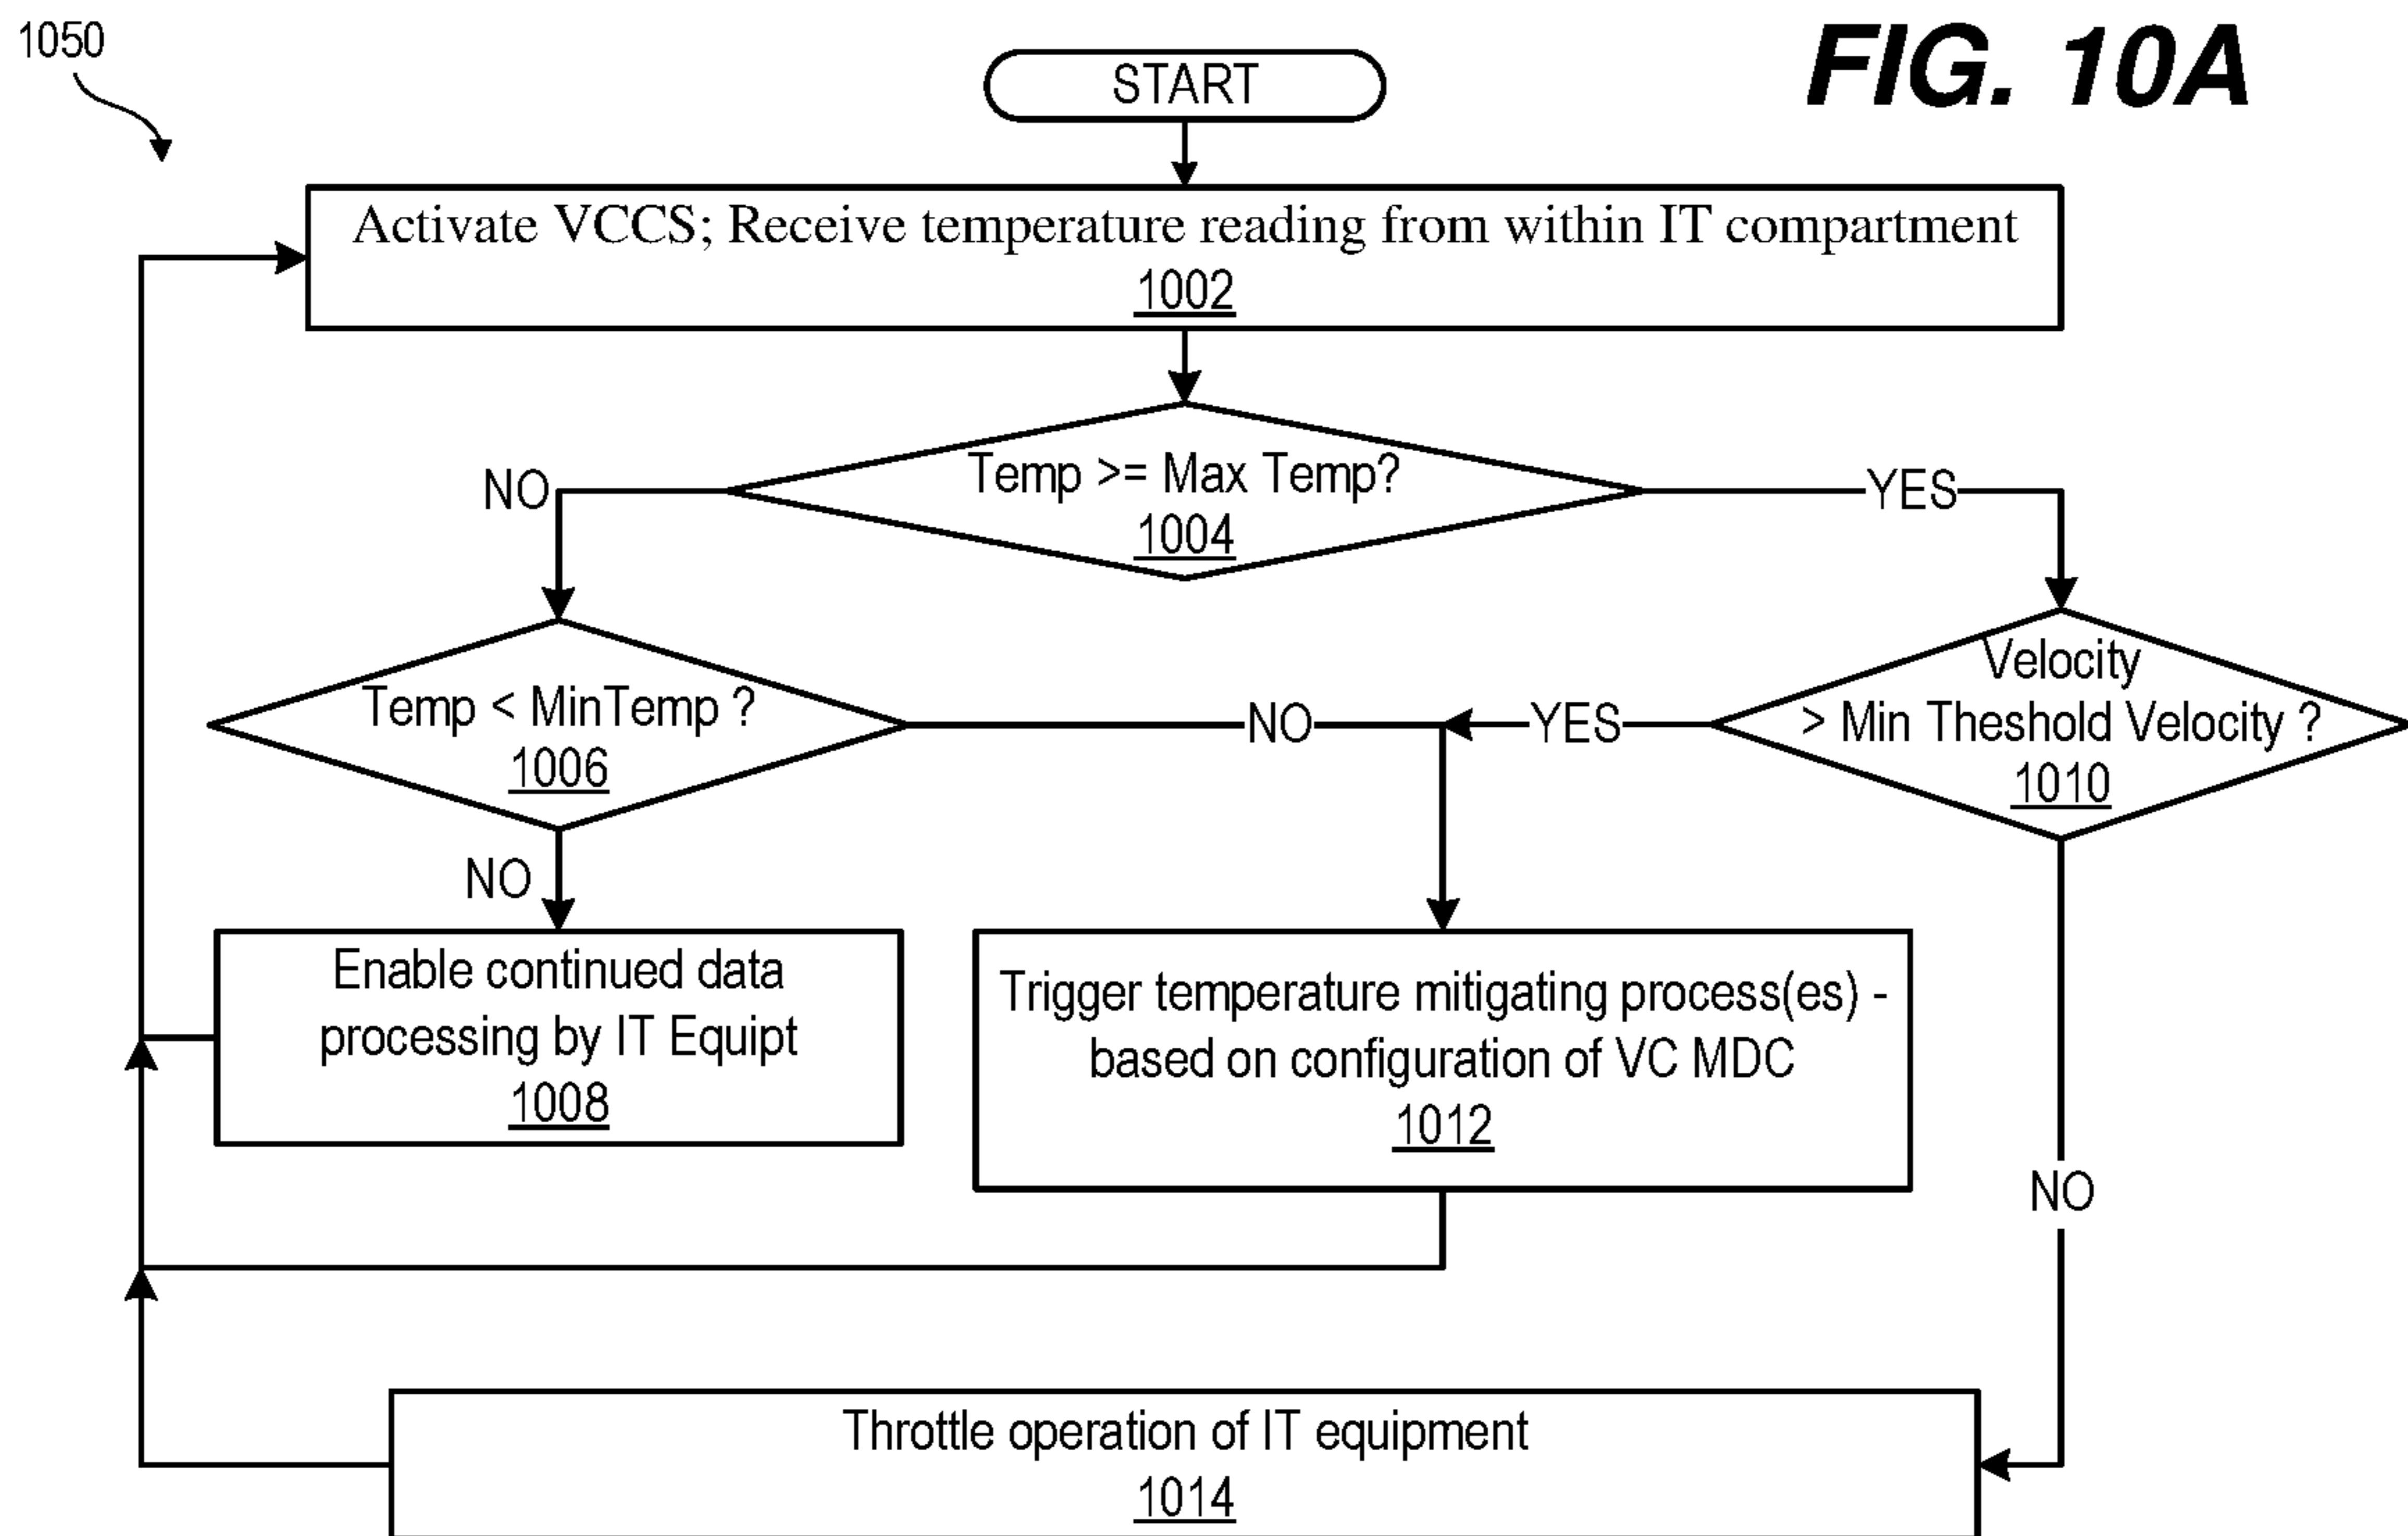 1050
FIG. 10A
START
Activate VCCS; Receive temperature reading from within IT compartment
1002
Temp >= Max Temp?
1004
NO
YES
Temp < MinTemp ?
1006
NO
YES
Velocity
> Min Theshold Velocity ?
1010
NO
Enable continued data
processing by IT Equipt
1008
Trigger temperature mitigating process(es) -
based on configuration of VC MDC
1012
NO
Throttle operation of IT equipment
1014